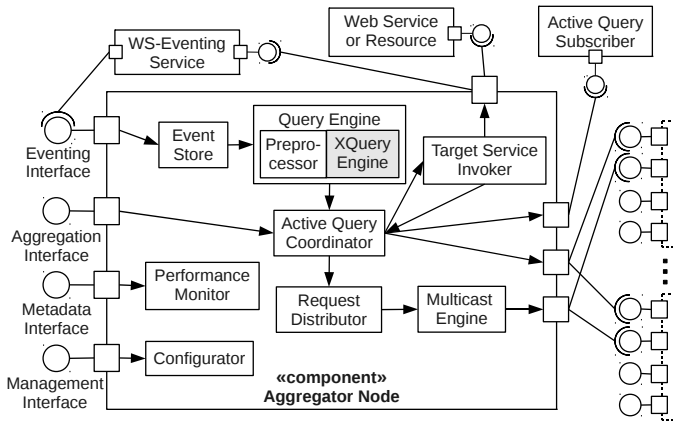 WS-Eventing
Service
Web Service
or Resource
Active Query
Subscriber
Eventing
Interface
Event
Store
Query Engine
Prepro-
cessor
XQuery
Engine
Target Service
Invoker
Aggregation
Interface
Active Query
Coordinator
Metadata
Interface
Performance
Monitor
Request
Distributor
Multicast
Engine
Management
Interface
Configurator
«component»
Aggregator Node